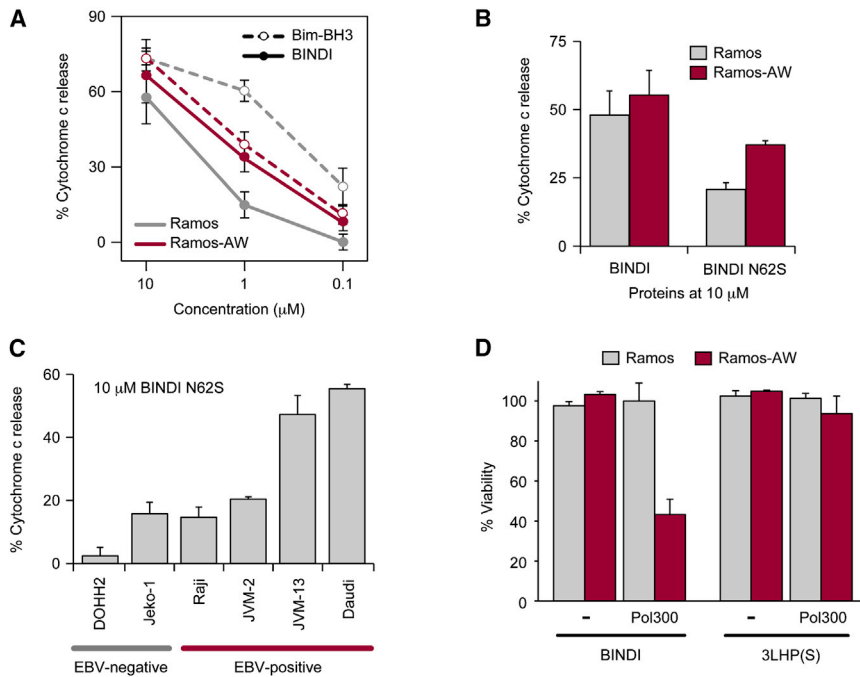 A
90
60
30
0
% Cytochrome c release
Bim-BH3
BINDI
Ramos
Ramos-AW
10
1
0.1
Concentration (μM)
B
75
50
25
0
% Cytochrome c release
Ramos
Ramos-AW
BINDI
BINDI N62S
Proteins at 10 μM
C
60
40
20
0
% Cytochrome c release
10 μM BINDI N62S
DOHH2
Jeko-1
Raji
JVM-2
JVM-13
Daudi
EBV-negative
EBV-positive
D
Ramos
Ramos-AW
100
80
60
40
20
0
% Viability
-
Pol300
-
Pol300
BINDI
3LHP(S)